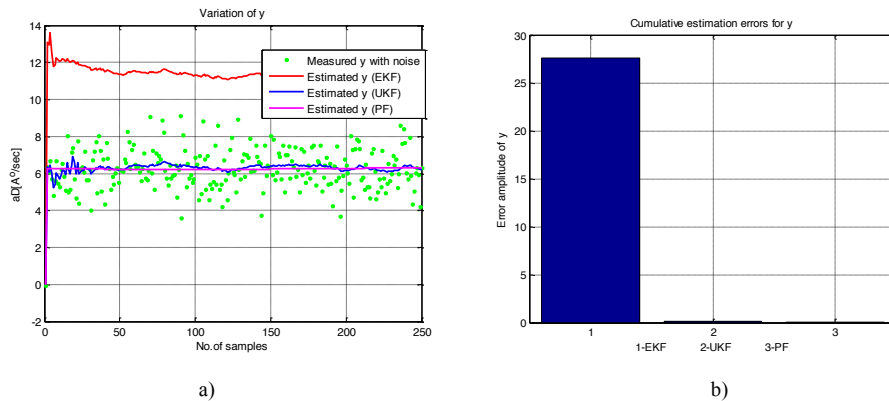 Variation of y
14
12
10
8
6
4
2
0
-2
aD[A°/sec]
0
50
100
150
200
250
No.of samples
Measured y with noise
Estimated y (EKF)
Estimated y (UKF)
Estimated y (PF)
a)
Cumulative estimation errors for y
30
25
20
15
10
5
0
Error amplitude of y
1
2
3
1-EKF 2-UKF 3-PF
b)